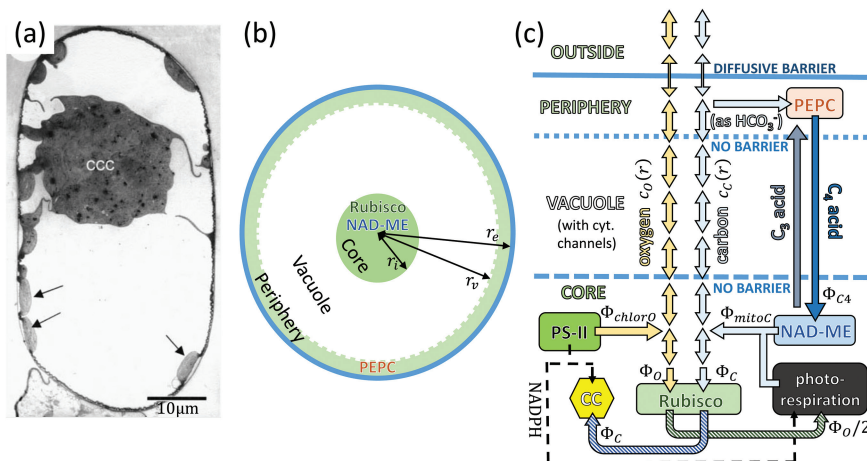 (a)
CCC
10μm
(b)
Rubisco
NAD-ME
Core
r_i
r_e
r_v
Vacuole
Periphery
PEPC
(c)
OUTSIDE
DIFFUSIVE BARRIER
PERIPHERY
PEPC
(as HCO₃⁻)
NO BARRIER
VACUOLE
(with cyt.
channels)
oxygen c_O(r)
carbon c_C(r)
C₃ acid
C₄ acid
NO BARRIER
CORE
Φ_chlorO
Φ_mitoC
Φ_C4
PS-II
NAD-ME
NADPH
Φ_O
Φ_C
CC
Rubisco
photo-
respiration
Φ_C
Φ_O/2